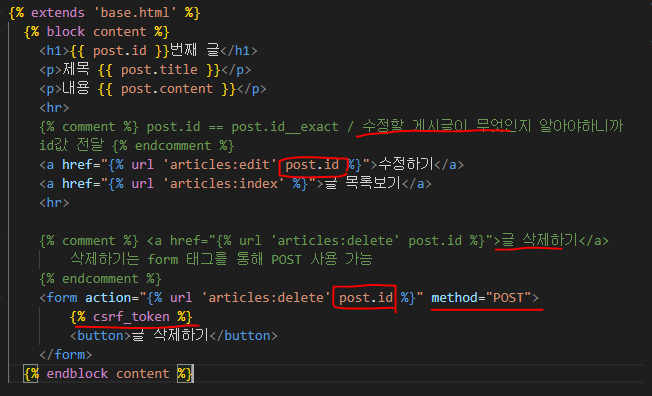 {% extends 'base.html' %}
{% block content %}
<h1>{{ post.id }}번째 글</h1>
<p>제목 {{ post.title }}</p>
<p>내용 {{ post.content }}</p>
<hr>
{% comment %} post.id == post.id__exact / 수정할 게시글이 무엇인지 알아야하니까
id값 전달 {% endcomment %}
<a href="{% url 'articles:edit' post.id %}">수정하기</a>
<a href="{% url 'articles:index' %}">글 목록보기</a>
<hr>
{% comment %} <a href="{% url 'articles:delete' post.id %}">글 삭제하기</a>
삭제하기는 form 태그를 통해 POST 사용 가능
{% endcomment %}
<form action="{% url 'articles:delete' post.id %}" method="POST">
{% csrf_token %}
<button>글 삭제하기</button>
</form>
{% endblock content %}